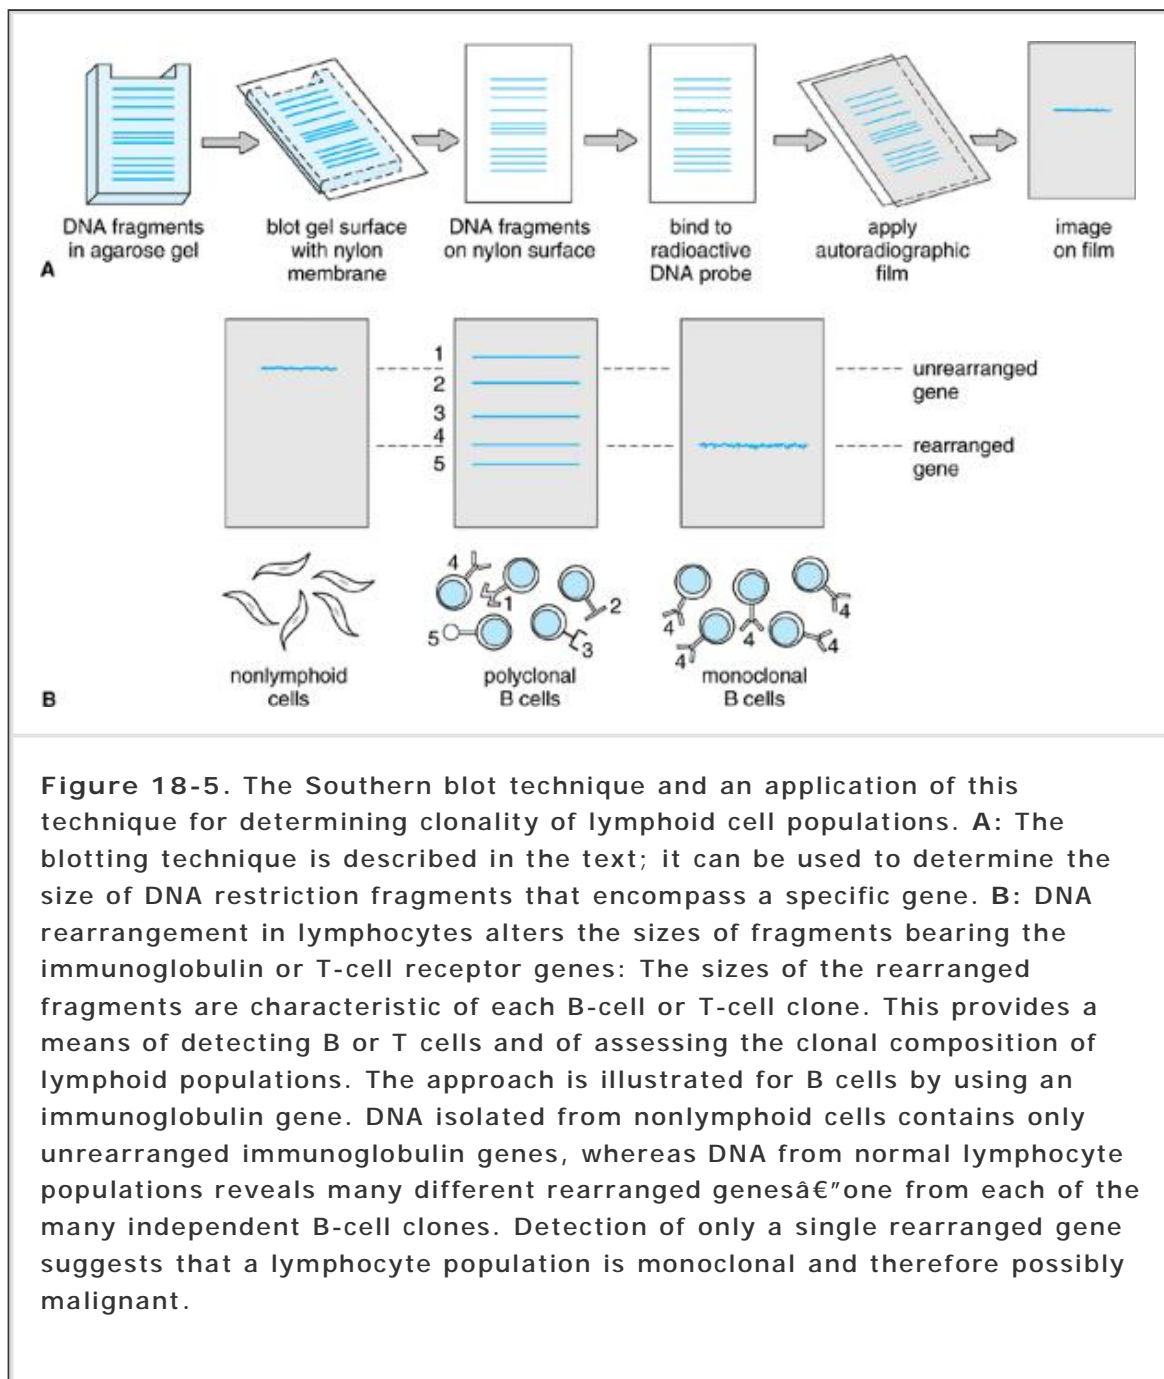 DNA fragments
in agarose gel
blot gel surface
with nylon
membrane
DNA fragments
on nylon surface
bind to
radioactive
DNA probe
apply
autoradiographic
film
image
on film
A
1
2
3
4
5
unrearranged
gene
rearranged
gene
4
1
2
5
3
4
4
4
4
4
nonlymphoid
cells
polyclonal
B cells
monoclonal
B cells
B
Figure 18-5. The Southern blot technique and an application of this
technique for determining clonality of lymphoid cell populations. A: The
blotting technique is described in the text; it can be used to determine the
size of DNA restriction fragments that encompass a specific gene. B: DNA
rearrangement in lymphocytes alters the sizes of fragments bearing the
immunoglobulin or T-cell receptor genes: The sizes of the rearranged
fragments are characteristic of each B-cell or T-cell clone. This provides a
means of detecting B or T cells and of assessing the clonal composition of
lymphoid populations. The approach is illustrated for B cells by using an
immunoglobulin gene. DNA isolated from nonlymphoid cells contains only
unrearranged immunoglobulin genes, whereas DNA from normal lymphocyte
populations reveals many different rearranged genesâ€”one from each of the
many independent B-cell clones. Detection of only a single rearranged gene
suggests that a lymphocyte population is monoclonal and therefore possibly
malignant.